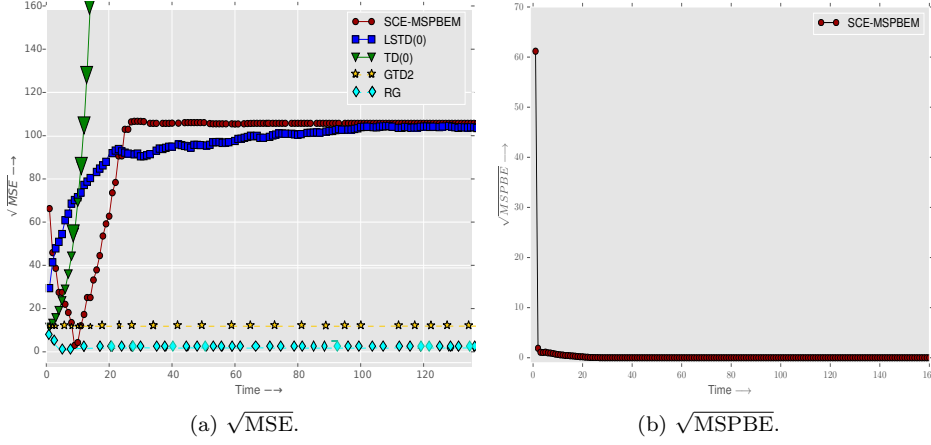 160
140
120
100
80
60
40
20
0
√MSE −→
SCE-MSPBEM
LSTD(0)
TD(0)
GTD2
RG
0 20 40 60 80 100 120
Time −→
(a) √MSE.
70
60
50
40
30
20
10
0
√MSPBE −→
SCE-MSPBEM
0 20 40 60 80 100 120 140 160
Time −→
(b) √MSPBE.